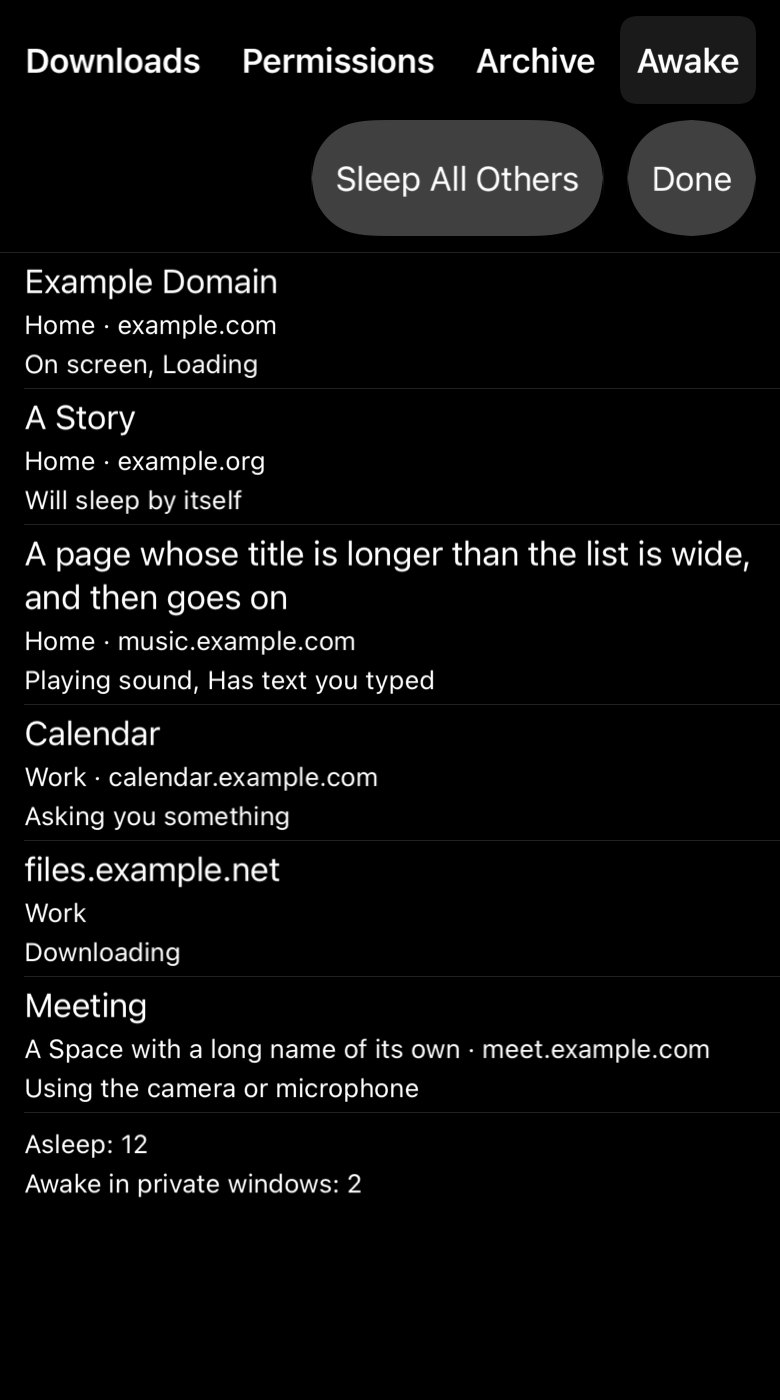 Downloads Permissions Archive Awake
Sleep All Others Done
Example Domain
Home · example.com
On screen, Loading
A Story
Home · example.org
Will sleep by itself
A page whose title is longer than the list is wide,
and then goes on
Home · music.example.com
Playing sound, Has text you typed
Calendar
Work · calendar.example.com
Asking you something
files.example.net
Work
Downloading
Meeting
A Space with a long name of its own · meet.example.com
Using the camera or microphone
Asleep: 12
Awake in private windows: 2